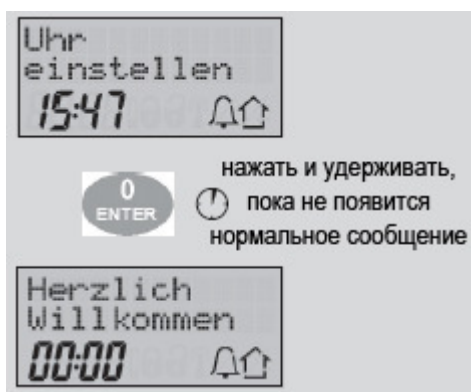 Uhr
einstellen
15:47
0
ENTER
нажать и удерживать,
пока не появится
нормальное сообщение
Herzlich
Willkommen
00:00